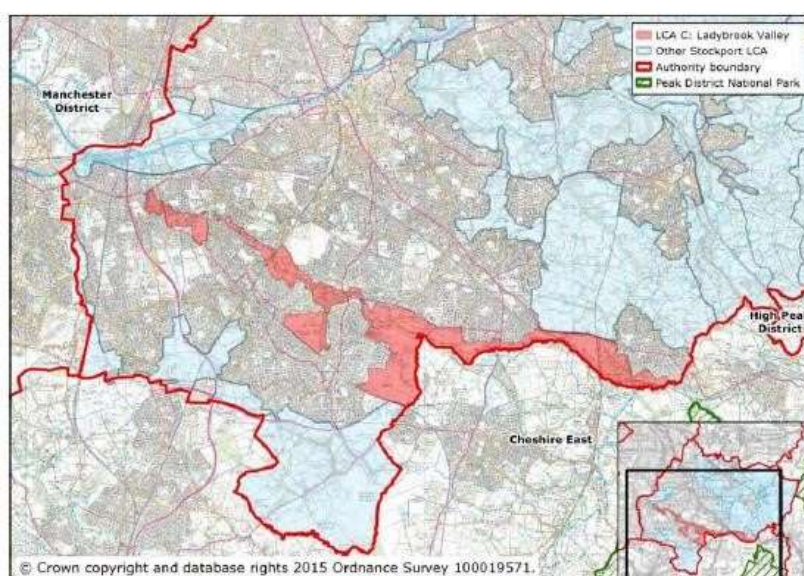 LCA C: Ladybrook Valley
Other Stockport LCA
Authority boundary
Peak District National Park
Manchester
District
High Pea
District
Cheshire East
© Crown copyright and database rights 2015 Ordnance Survey 100019571.